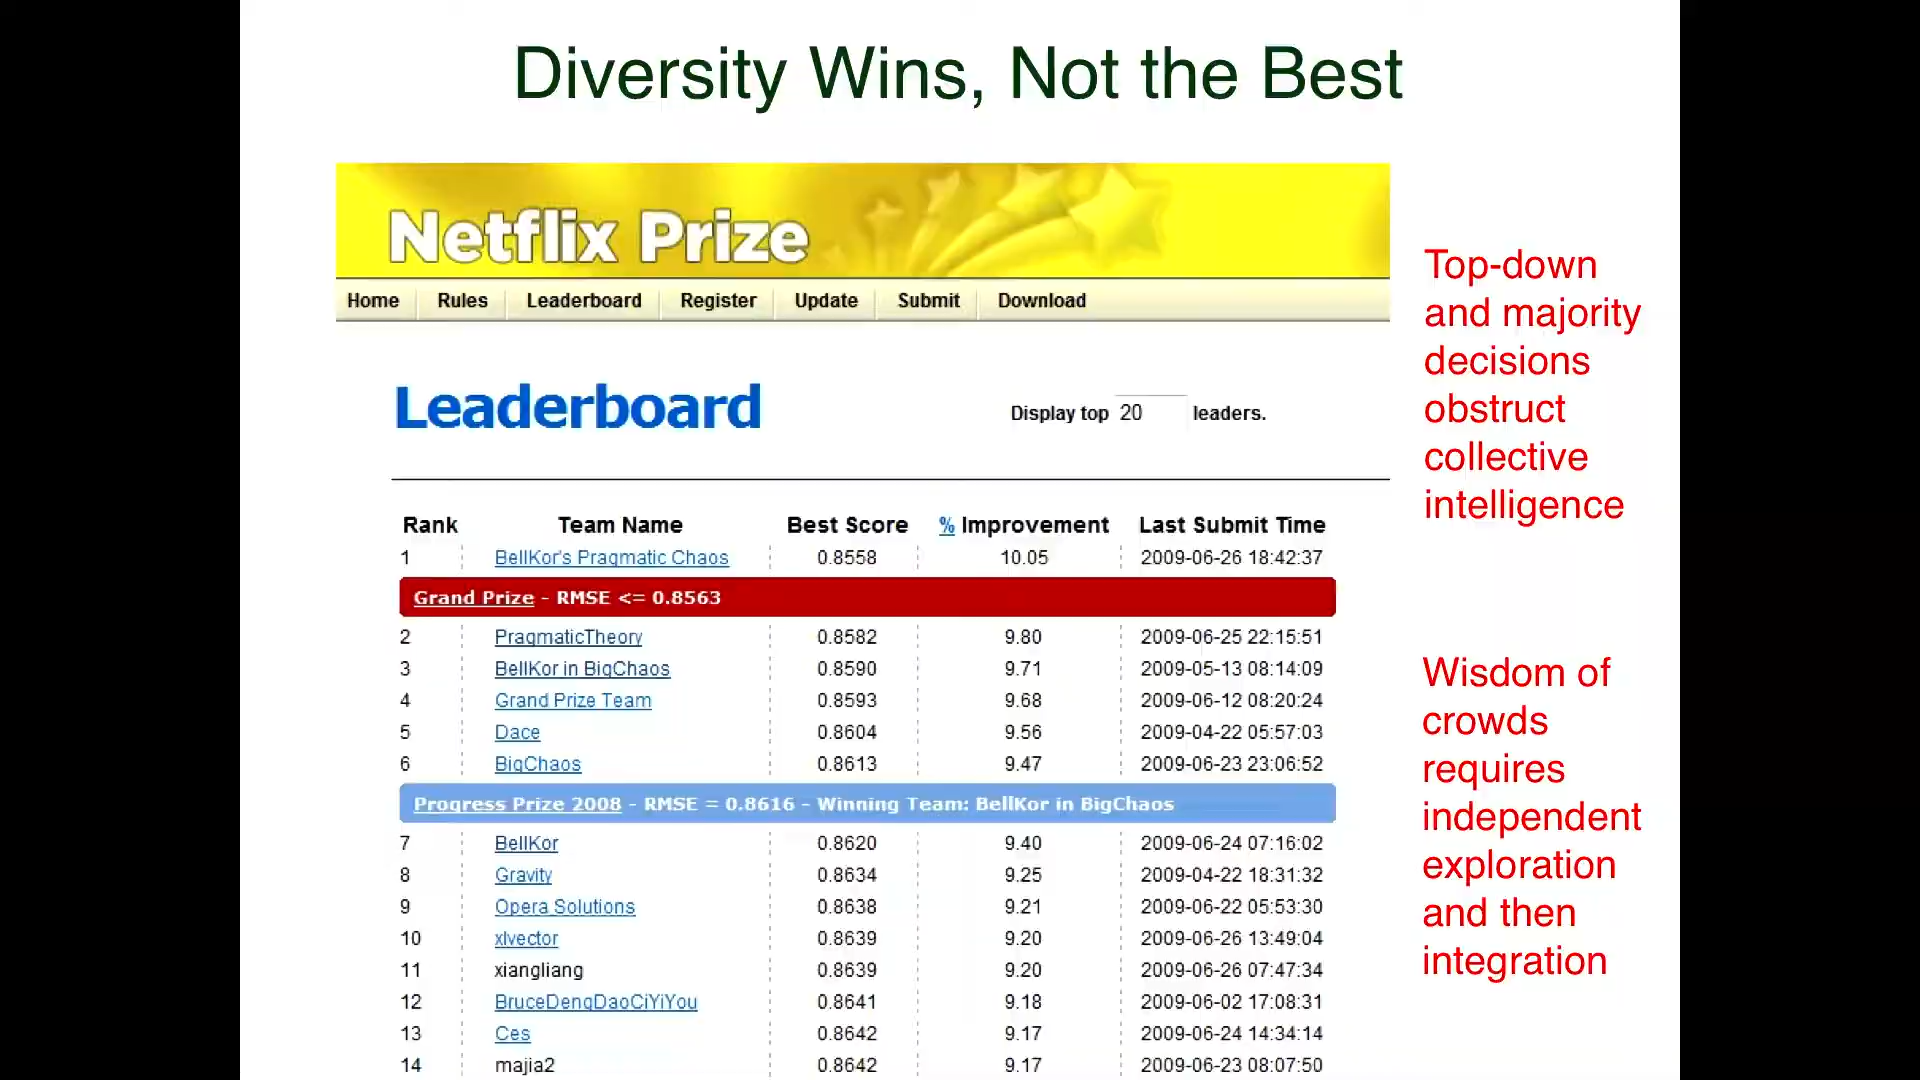 Diversity Wins, Not the Best
Netflix Prize
Home Rules Leaderboard Register Update Submit Download
Leaderboard
Display top 20 leaders.
Rank Team Name Best Score % Improvement Last Submit Time
1 BellKor's Pragmatic Chaos 0.8558 10.05 2009-06-26 18:42:37
Grand Prize - RMSE <= 0.8563
2 PragmaticTheory 0.8582 9.80 2009-06-25 22:15:51
3 BellKor in BigChaos 0.8590 9.71 2009-05-13 08:14:09
4 Grand Prize Team 0.8593 9.68 2009-06-12 08:20:24
5 Dace 0.8604 9.56 2009-04-22 05:57:03
6 BigChaos 0.8613 9.47 2009-06-23 23:06:52
Progress Prize 2008 - RMSE = 0.8616 - Winning Team: BellKor in BigChaos
7 BellKor 0.8620 9.40 2009-06-24 07:16:02
8 Gravity 0.8634 9.25 2009-04-22 18:31:32
9 Opera Solutions 0.8638 9.21 2009-06-22 05:53:30
10 xlvector 0.8639 9.20 2009-06-26 13:49:04
11 xiangliang 0.8639 9.20 2009-06-26 07:47:34
12 BruceDengDaoCiYiYou 0.8641 9.18 2009-06-02 17:08:31
13 Ces 0.8642 9.17 2009-06-24 14:34:14
14 majia2 0.8642 9.17 2009-06-23 08:07:50
Top-down
and majority
decisions
obstruct
collective
intelligence
Wisdom of
crowds
requires
independent
exploration
and then
integration